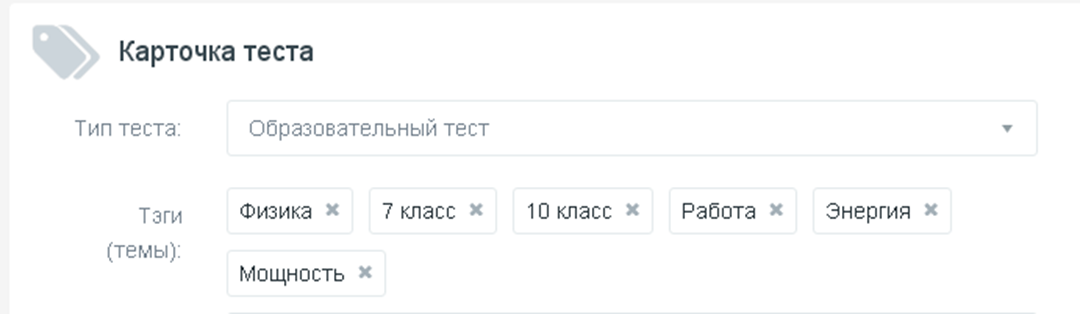 Карточка теста
Тип теста: Образовательный тест
Тэги (темы): Физика 7 класс 10 класс Работа Энергия
Мощность